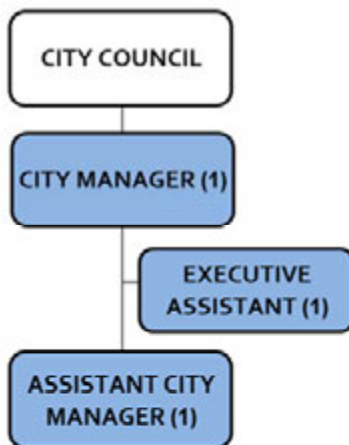 CITY COUNCIL
CITY MANAGER (1)
EXECUTIVE
ASSISTANT (1)
ASSISTANT CITY
MANAGER (1)